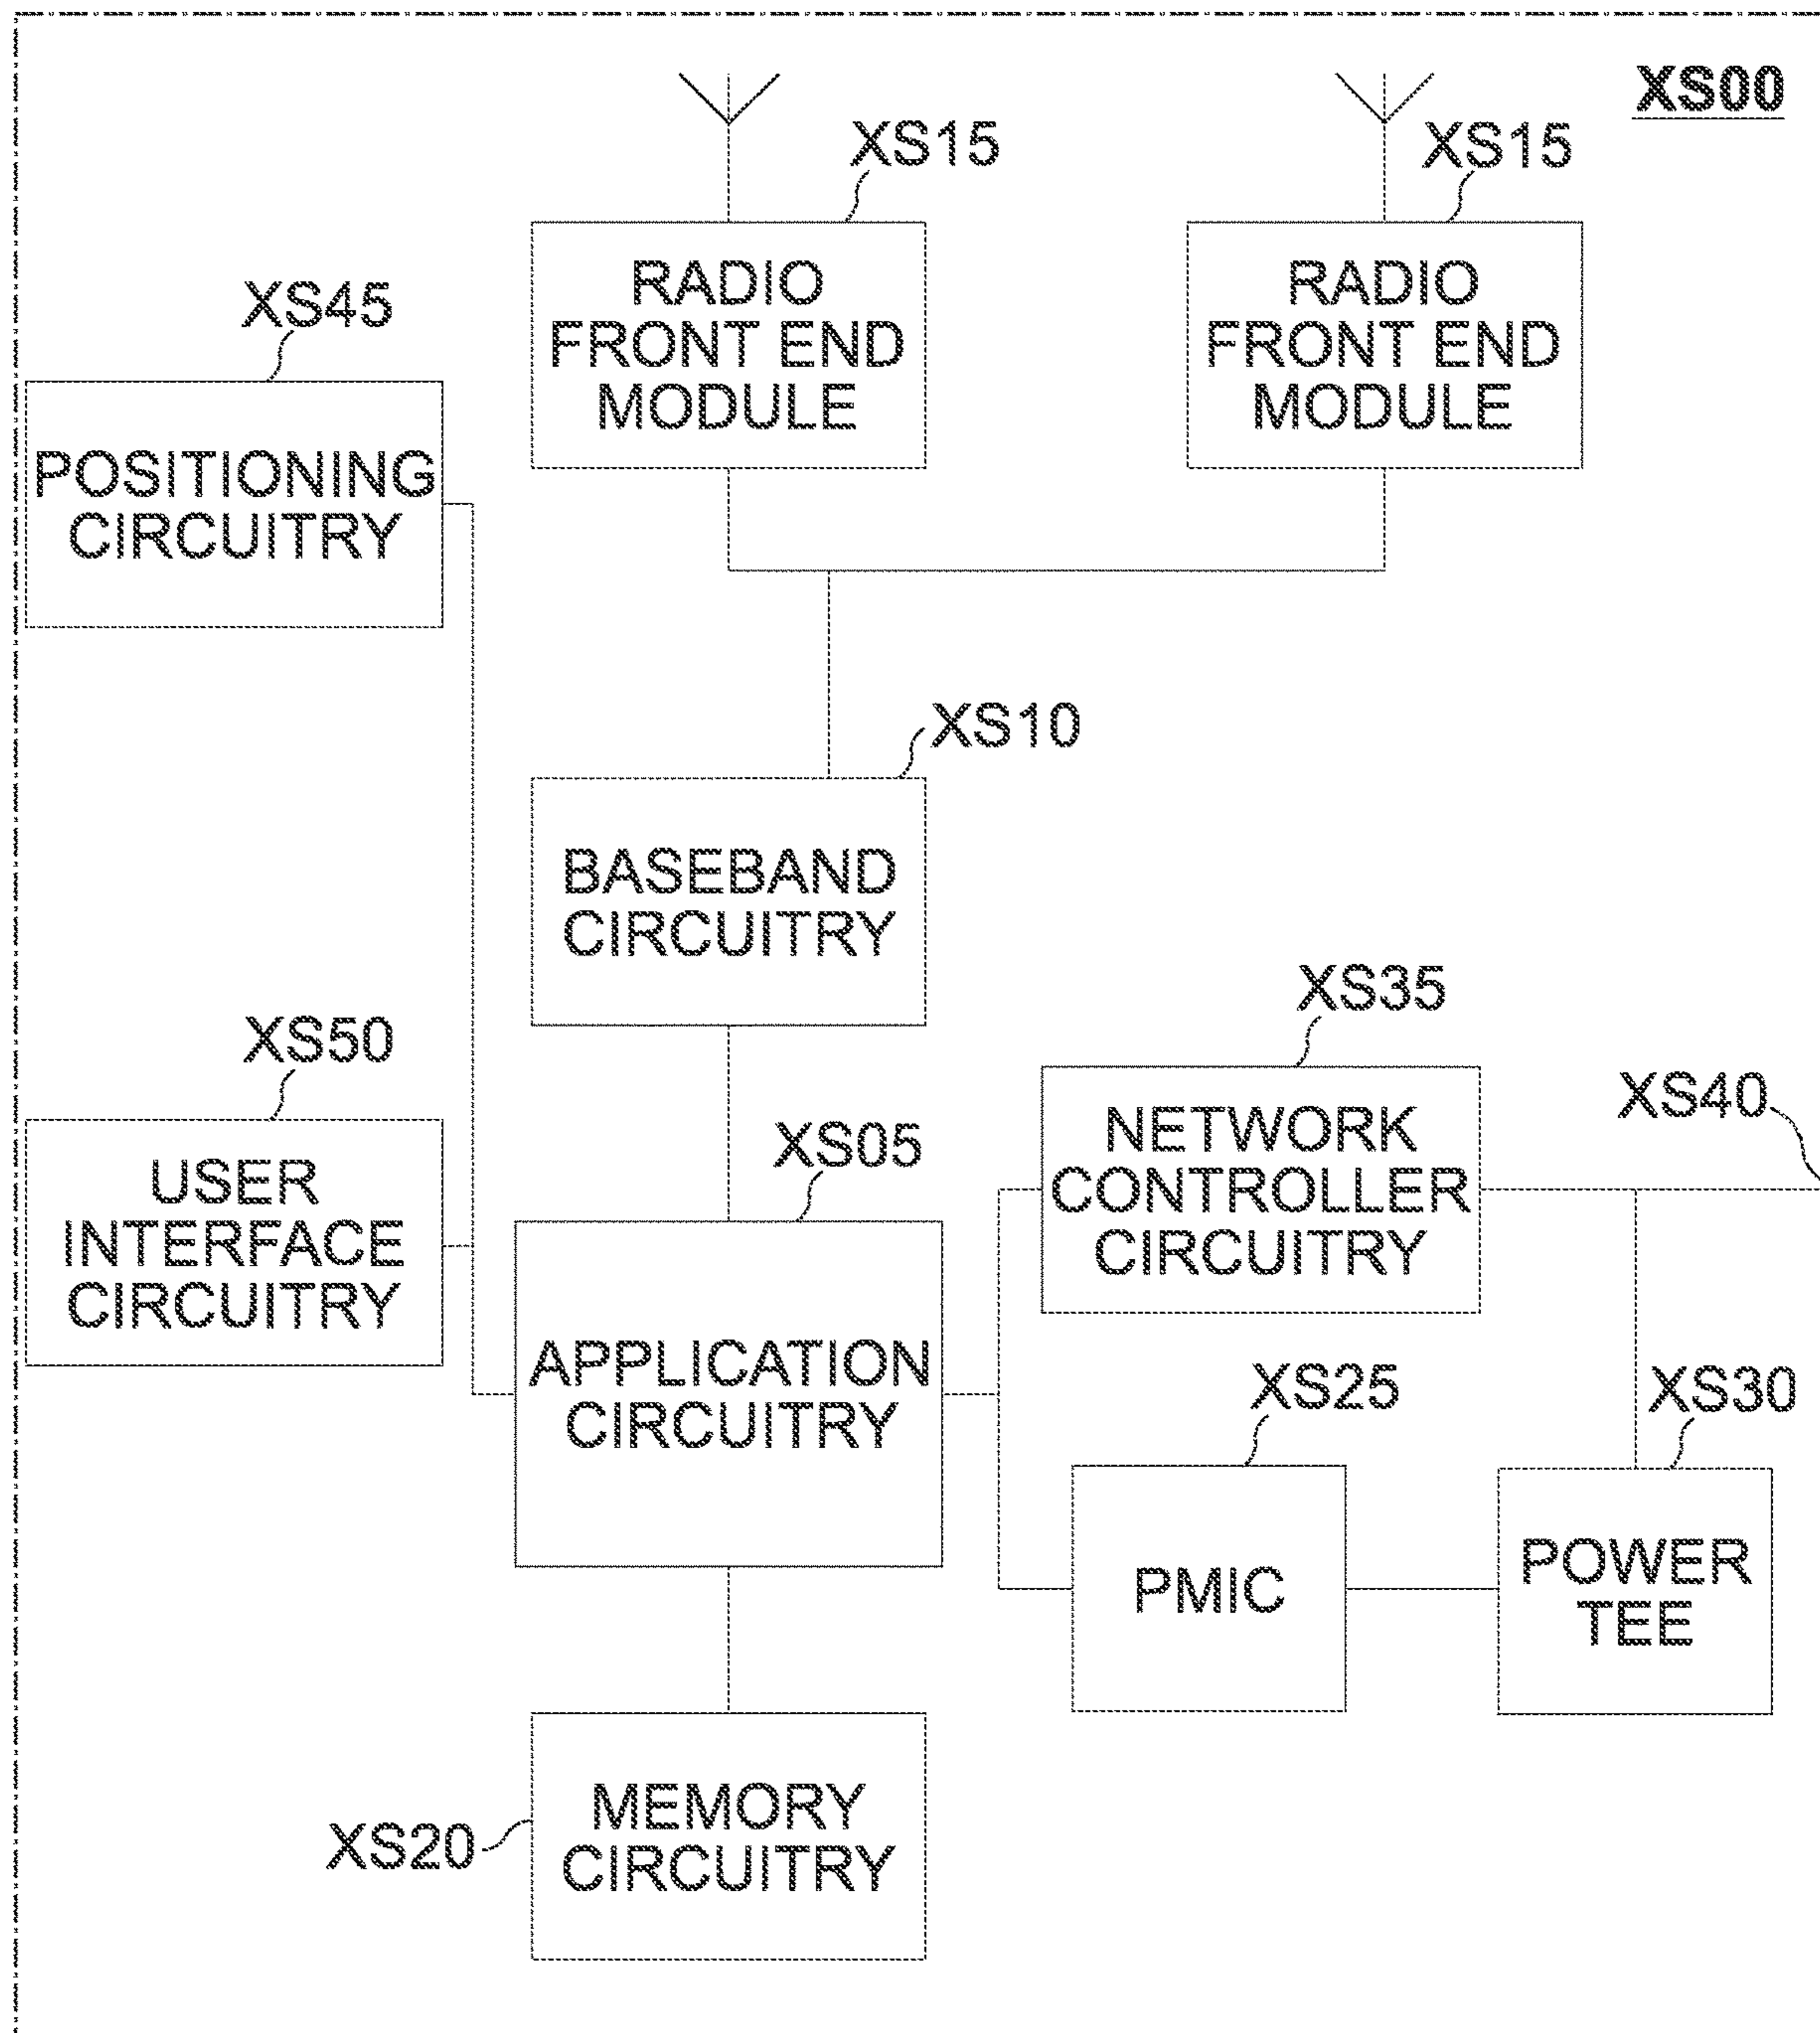 XS00
XS15
XS15
RADIO
FRONT END
MODULE
RADIO
FRONT END
MODULE
XS45
POSITIONING
CIRCUITRY
XS10
BASEBAND
CIRCUITRY
XS35
NETWORK
CONTROLLER
CIRCUITRY
XS40
XS50
USER
INTERFACE
CIRCUITRY
XS05
APPLICATION
CIRCUITRY
XS25
PMIC
XS30
POWER
TEE
XS20
MEMORY
CIRCUITRY